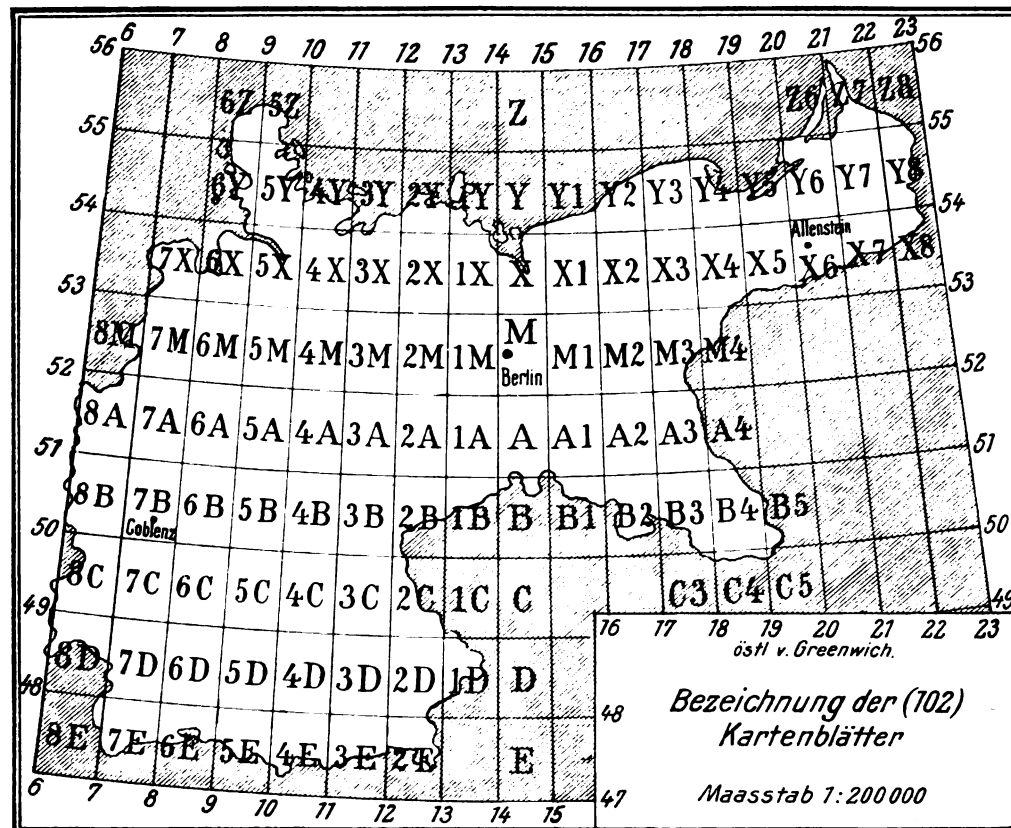 6 7 8 9 10 11 12 13 14 15 16 17 18 19 20 21 22 23
56 56
6Z 5Z Z Z6 Z7 Z8
55 55
6Y 5Y 4Y 3Y 2Y 1Y Y Y1 Y2 Y3 Y4 Y5 Y6 Y7 Y8
54 54
Allenstein
7X 6X 5X 4X 3X 2X 1X X X1 X2 X3 X4 X5 X6 X7 X8
53 53
8M 7M 6M 5M 4M 3M 2M 1M M M1 M2 M3 M4
Berlin
52 52
8A 7A 6A 5A 4A 3A 2A 1A A A1 A2 A3 A4
51 51
8B 7B 6B 5B 4B 3B 2B 1B B B1 B2 B3 B4 B5
Coblenz
50 50
8C 7C 6C 5C 4C 3C 2C 1C C C3 C4 C5
49 49
16 17 18 19 20 21 22 23
östl v. Greenwich.
8D 7D 6D 5D 4D 3D 2D 1D D
48 48
Bezeichnung der (102)
Kartenblätter
8E 7E 6E 5E 4E 3E 2E E
Maasstab 1:200000
47
6 7 8 9 10 11 12 13 14 15